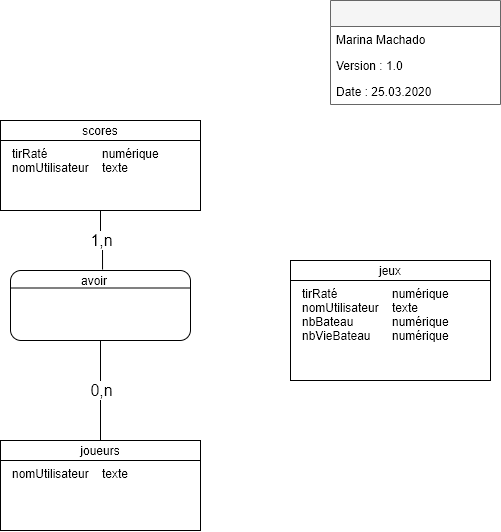 Marina Machado
Version : 1.0
Date : 25.03.2020
scores
tirRaté numérique
nomUtilisateur texte
1,n
avoir
0,n
joueurs
nomUtilisateur texte
jeux
tirRaté numérique
nomUtilisateur texte
nbBateau numérique
nbVieBateau numérique